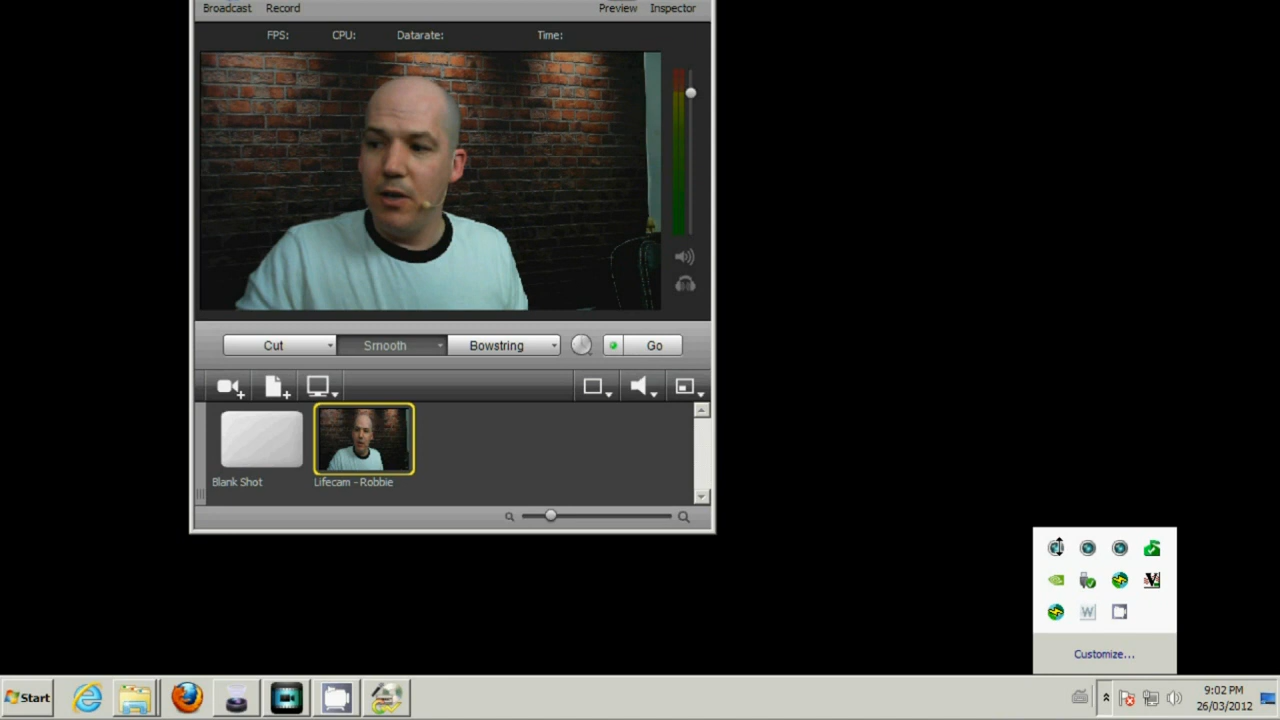 Broadcast Record Preview Inspector
FPS: CPU: Datarate: Time:
Cut Smooth Bowstring Go
Blank Shot Lifecam - Robbie
W
Customize...
Start
9:02 PM
26/03/2012